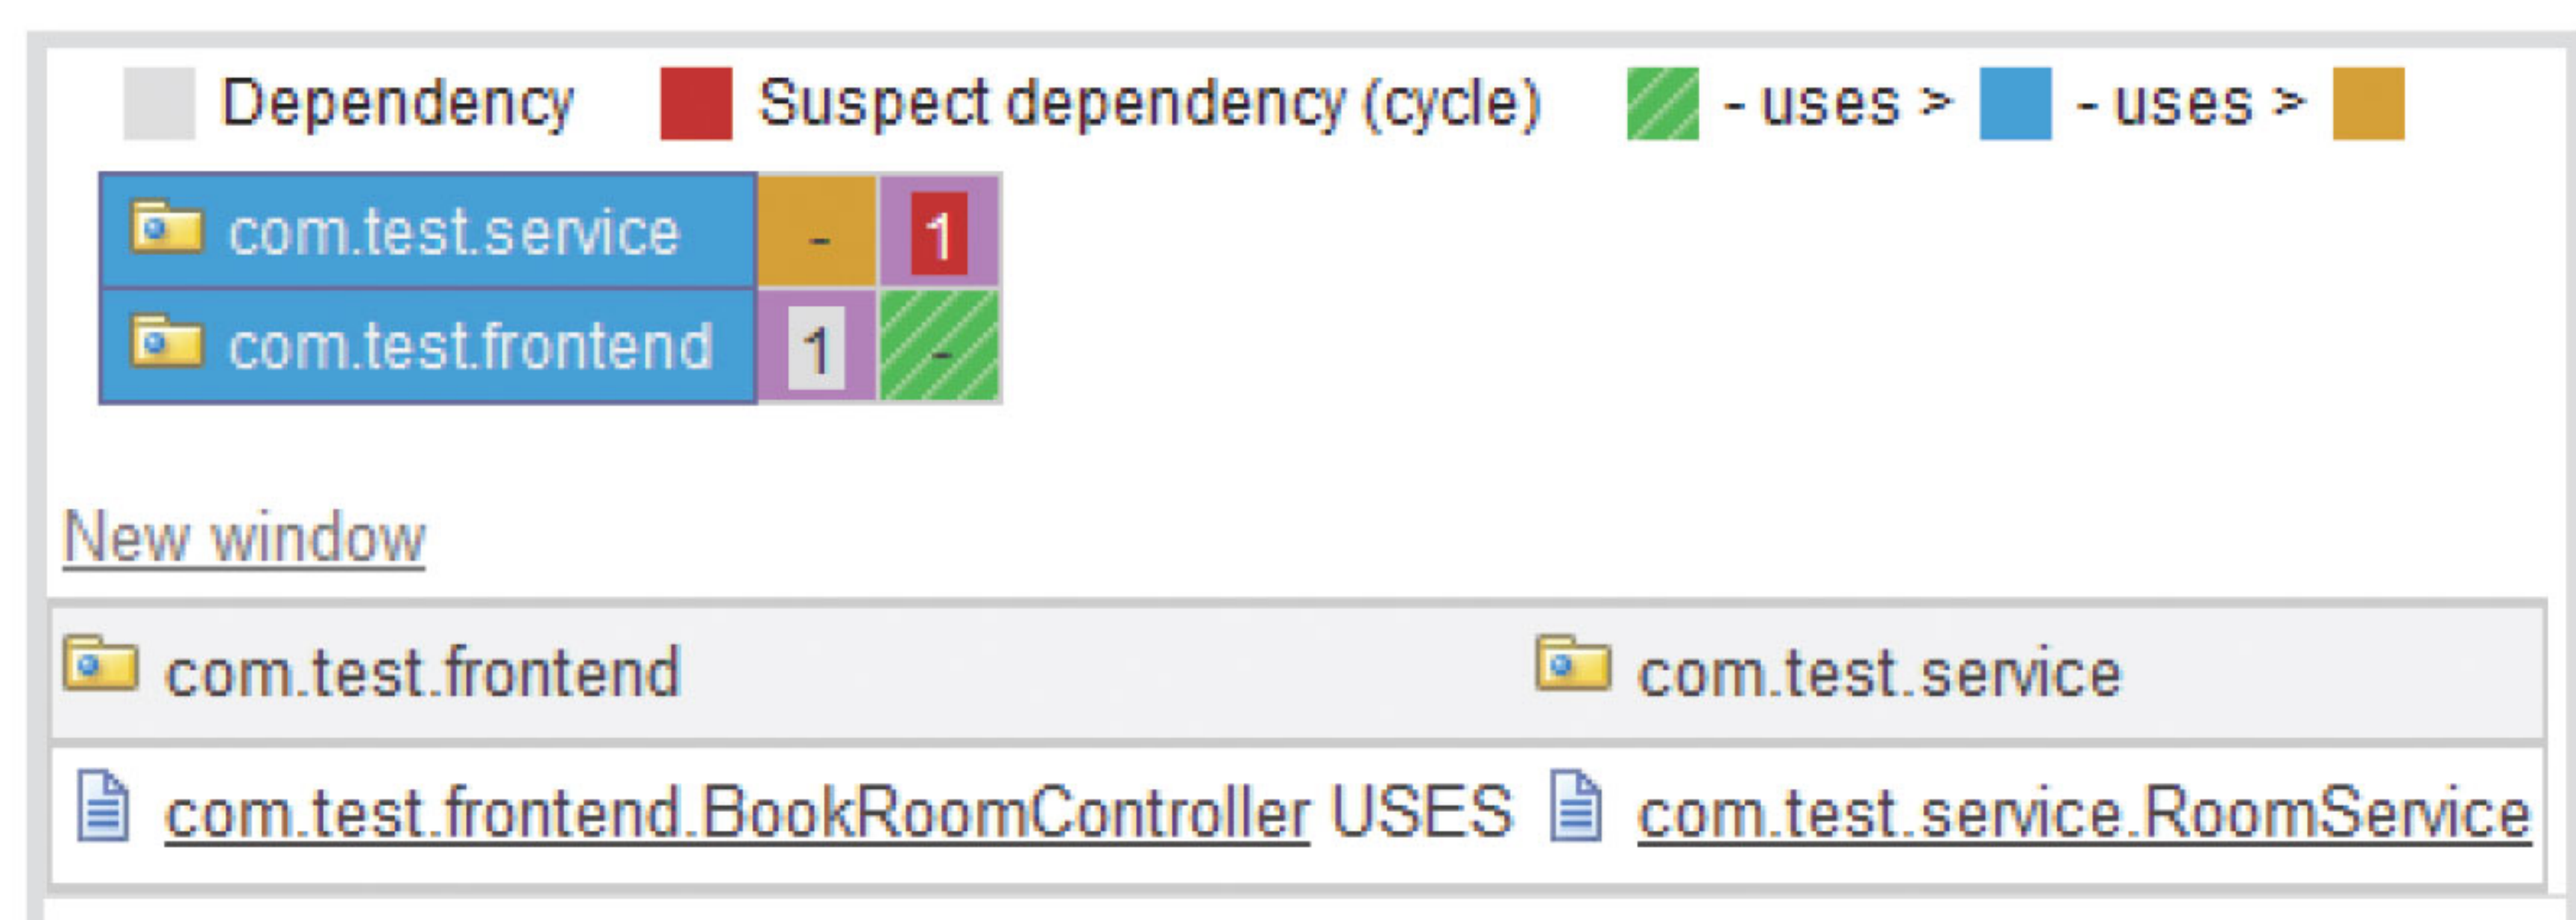 Dependency Suspect dependency (cycle) - uses > - uses >
com.test.service - 1
com.test.frontend 1 -
New window
com.test.frontend com.test.service
com.test.frontend.BookRoomController USES com.test.service.RoomService